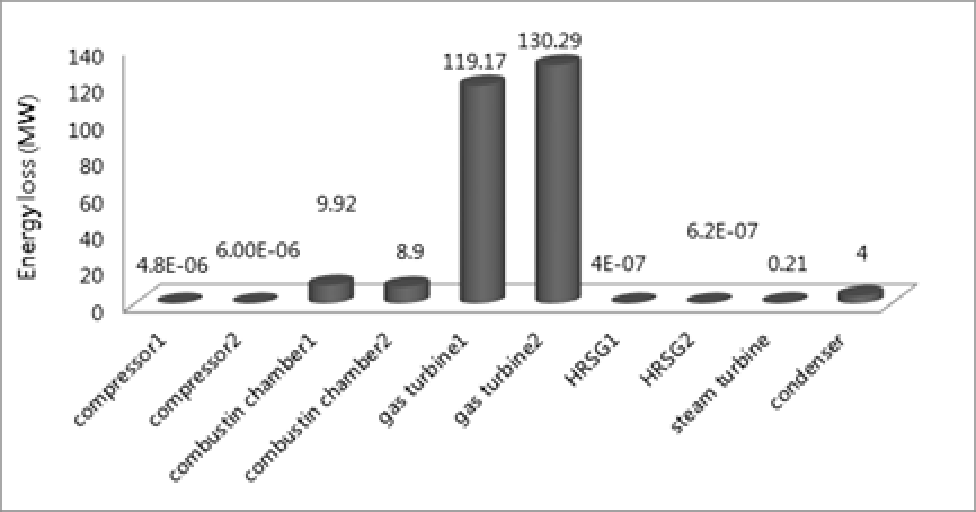 Energy loss (MW)
140
120
100
80
60
40
20
0
4.8E-06
6.00E-06
9.92
8.9
119.17
130.29
4E-07
6.2E-07
0.21
4
compressor1
compressor2
combustin chamber1
combustin chamber2
gas turbine1
gas turbine2
HRSG1
HRSG2
steam turbine
condenser